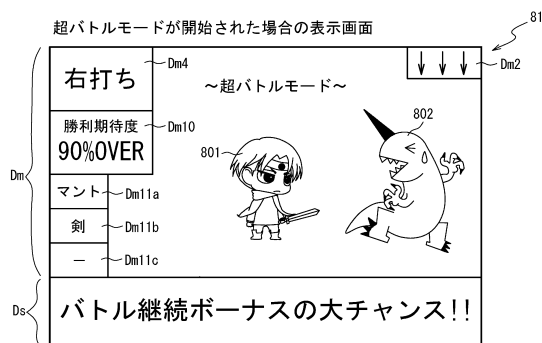 超バトルモードが開始された場合の表示画面
81
右打ち
Dm4
～超バトルモード～
↓ ↓ ↓
Dm2
勝利期待度
90%OVER
Dm10
801
802
Dm
マント
Dm11a
剣
Dm11b
－
Dm11c
Ds
バトル継続ボーナスの大チャンス!!